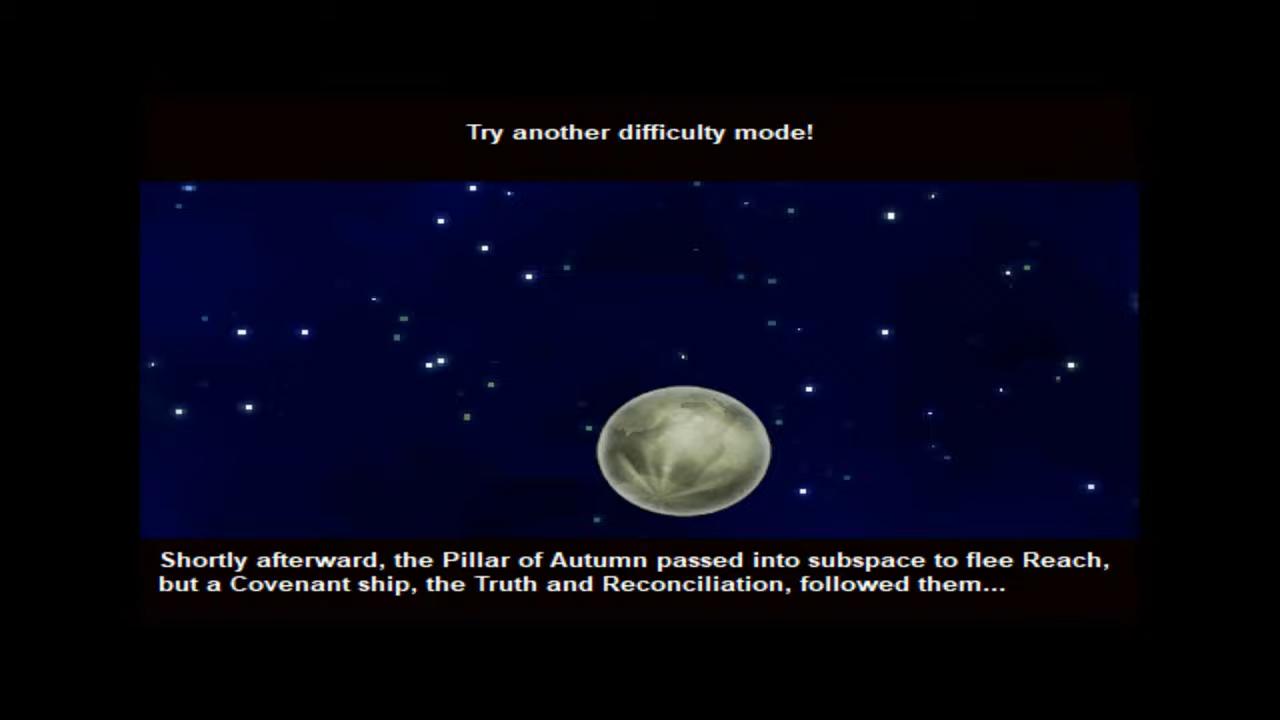 Try another difficulty mode!
Shortly afterward, the Pillar of Autumn passed into subspace to flee Reach,
but a Covenant ship, the Truth and Reconciliation, followed them...